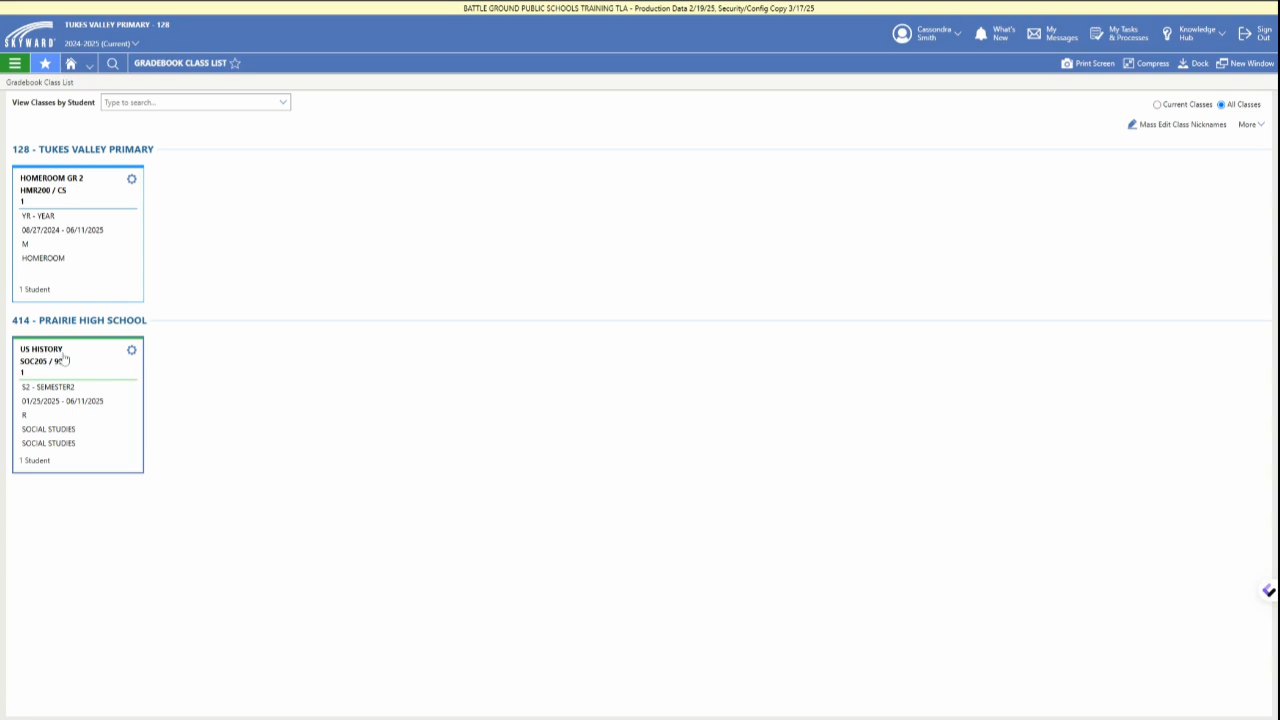 BATTLE GROUND PUBLIC SCHOOLS TRAINING TLA - Production Data 2/19/25, Security/Config Copy 3/17/25
SKYWARD
TUKES VALLEY PRIMARY - 128
2024-2025 (Current)
Cassondra Smith
What's Now
My Messages
My Tasks & Processes
Knowledge Hub
Sign Out
GRADEBOOK CLASS LIST
Print Screen
Compress
Dock
New Window
Gradebook Class List
View Classes by Student
Type to search...
Current Classes
All Classes
Mass Edit Class Nicknames
More
128 - TUKES VALLEY PRIMARY
HOMEROOM GR 2
HMR200 / CS
1
YR - YEAR
08/27/2024 - 06/11/2025
M
HOMEROOM
1 Student
414 - PRAIRIE HIGH SCHOOL
US HISTORY
SOC205 /
1
S2 - SEMESTER2
01/25/2025 - 06/11/2025
R
SOCIAL STUDIES
SOCIAL STUDIES
1 Student